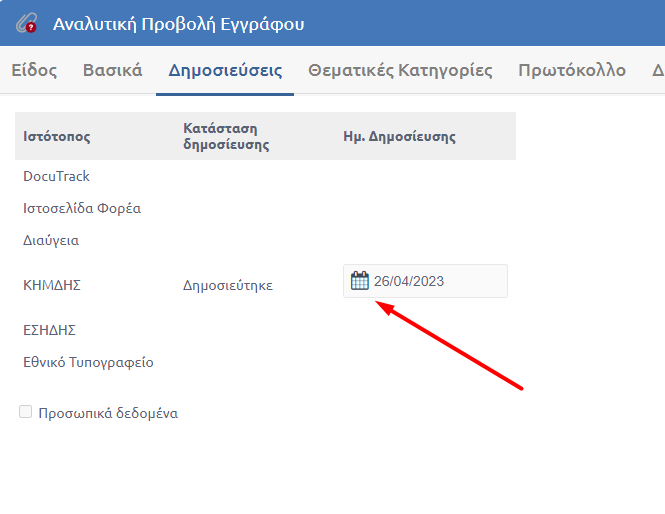 Αναλυτική Προβολή Εγγράφου
Είδος Βασικά Δημοσιεύσεις Θεματικές Κατηγορίες Πρωτόκολλο Δ
Ιστότοπος Κατάσταση δημοσίευσης Ημ. Δημοσίευσης
DocuTrack
Ιστοσελίδα Φορέα
Διαύγεια
ΚΗΜΔΗΣ Δημοσιεύτηκε 26/04/2023
ΕΣΗΔΗΣ
Εθνικό Τυπογραφείο
Προσωπικά δεδομένα